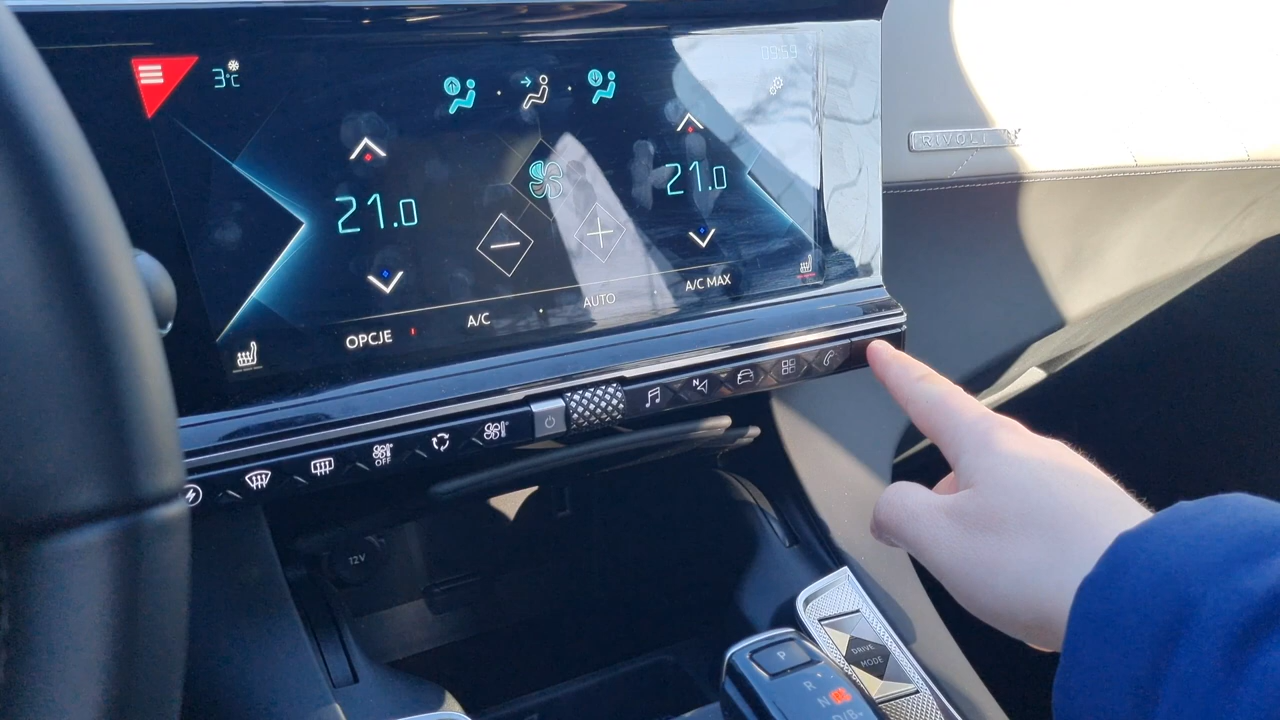 3°C
09:59
RIVOLI
21.0
21.0
OPCJE
A/C
AUTO
A/C MAX
OFF
N
12V
P
R
N
D/B
DRIVE
MODE